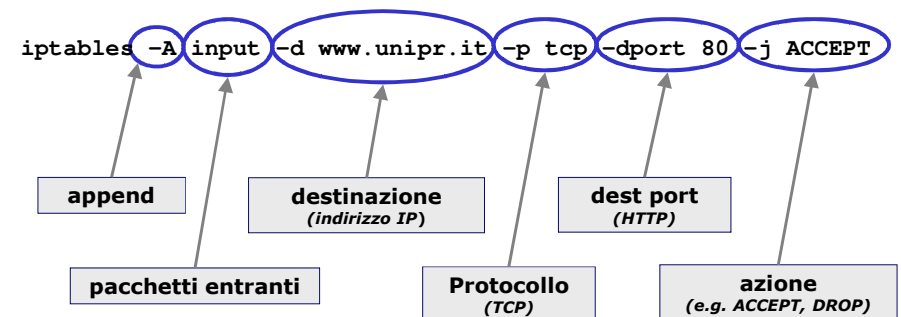 iptables –A input –d www.unipr.it –p tcp –dport 80 –j ACCEPT
append
destinazione
(indirizzo IP)
dest port
(HTTP)
pacchetti entranti
Protocollo
(TCP)
azione
(e.g. ACCEPT, DROP)